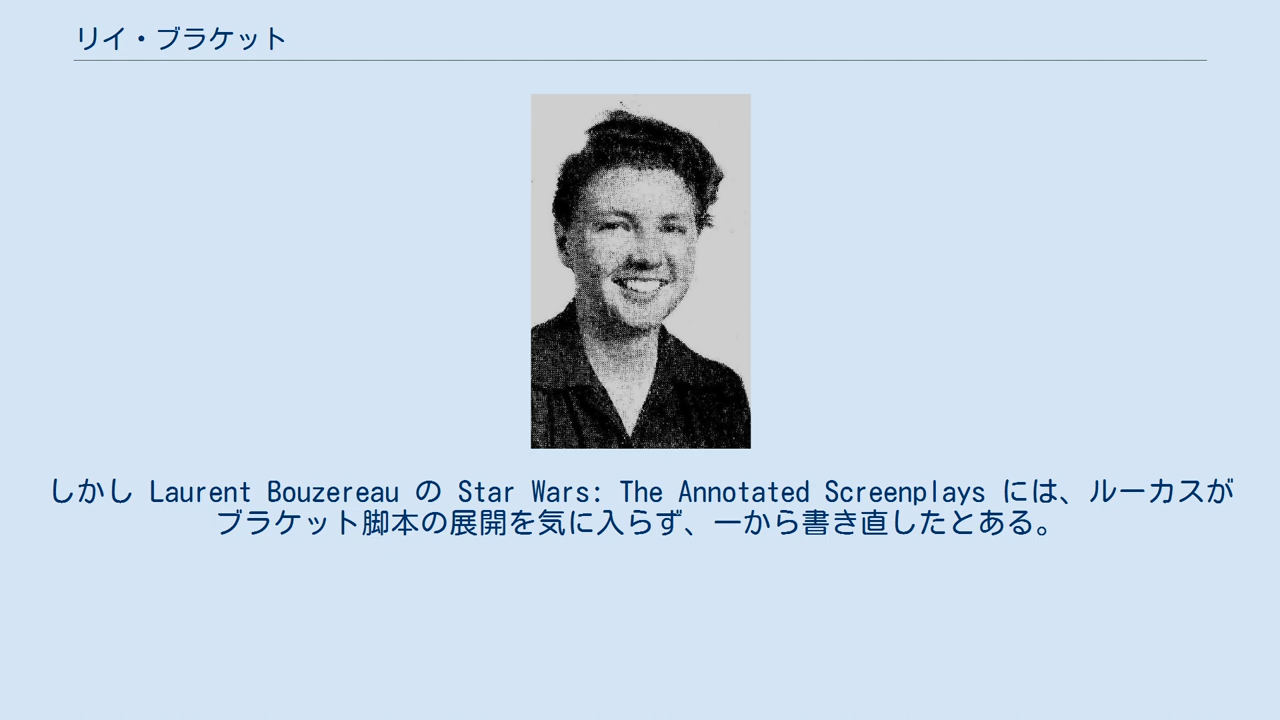 リイ・ブラケット
しかし Laurent Bouzereau の Star Wars: The Annotated Screenplays には、ルーカスが
ブラケット脚本の展開を気に入らず、一から書き直したとある。